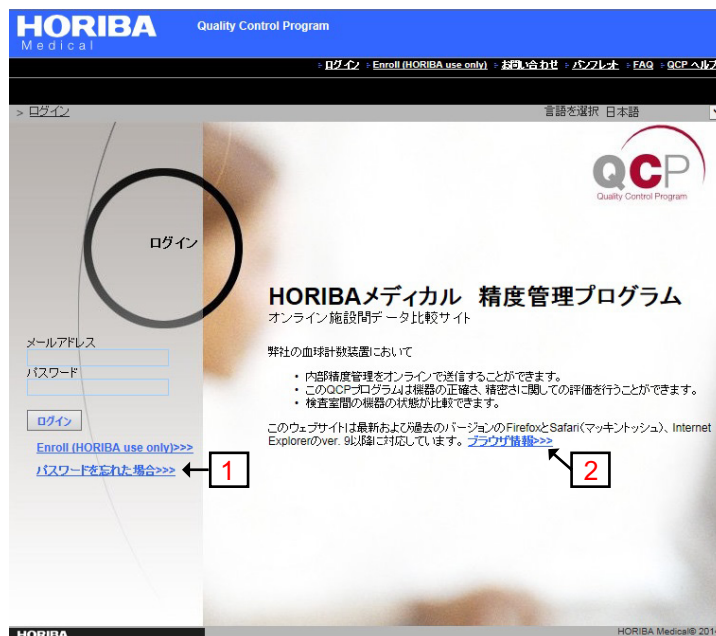 HORIBA
Medical
Quality Control Program
ログイン Enroll (HORIBA use only) お問い合わせ パンフレット FAQ QCP ヘルプ
> ログイン
言語を選択 日本語
QCP
Quality Control Program
ログイン
HORIBAメディカル 精度管理プログラム
オンライン施設間データ比較サイト
メールアドレス
パスワード
ログイン
Enroll (HORIBA use only)>>>
パスワードを忘れた場合>>>
1
弊社の血球計数装置において
・ 内部精度管理をオンラインで送信することができます。
・ このQCPプログラムは機器の正確さ、精密さに関しての評価を行うことができます。
・ 検査室間の機器の状態が比較できます。
このウェブサイトは最新および過去のバージョンのFirefoxとSafari(マッキントッシュ)、Internet
Explorerのver. 9以降に対応しています。ブラウザ情報>>>
2
HORIBA
HORIBA Medical®